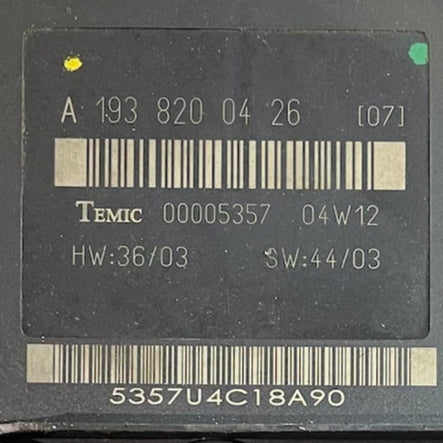 A 193 820 04 26 [07]
TEMIC 00005357 04W12
HW:36/03 SW:44/03
5357U4C18A90